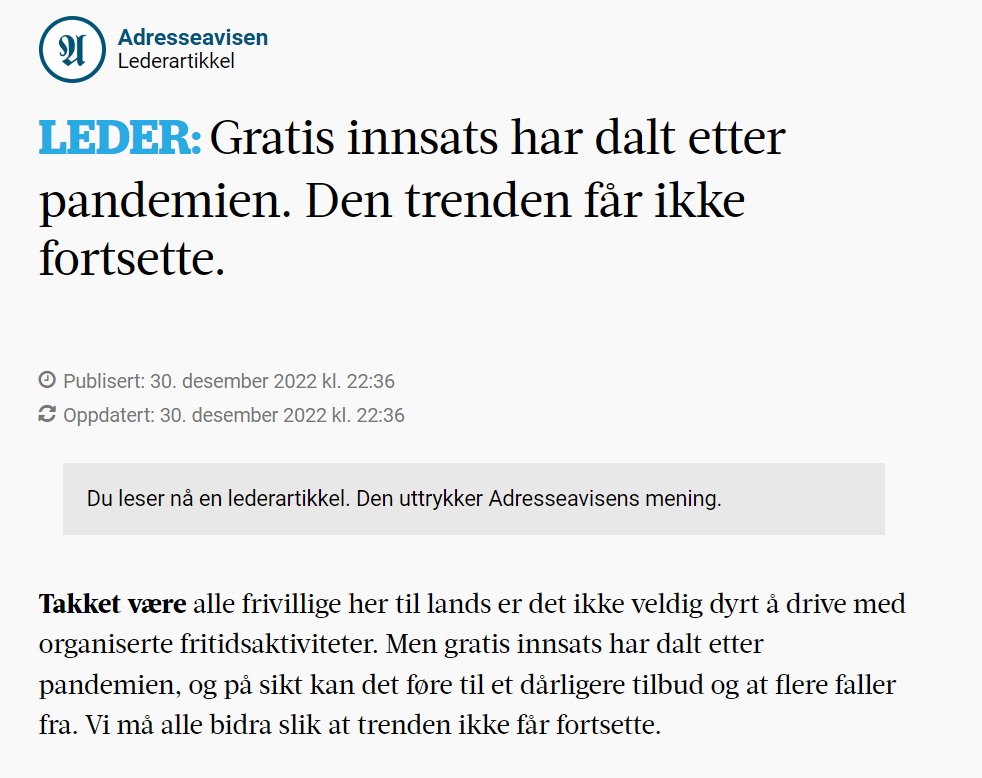 Adresseavisen
Lederartikkel
LEDER: Gratis innsats har dalt etter
pandemien. Den trenden får ikke
fortsette.
Publisert: 30. desember 2022 kl. 22:36
Oppdatert: 30. desember 2022 kl. 22:36
Du leser nå en lederartikkel. Den uttrykker Adresseavisens mening.
Takket være alle frivillige her til lands er det ikke veldig dyrt å drive med
organiserte fritidsaktiviteter. Men gratis innsats har dalt etter
pandemien, og på sikt kan det føre til et dårligere tilbud og at flere faller
fra. Vi må alle bidra slik at trenden ikke får fortsette.